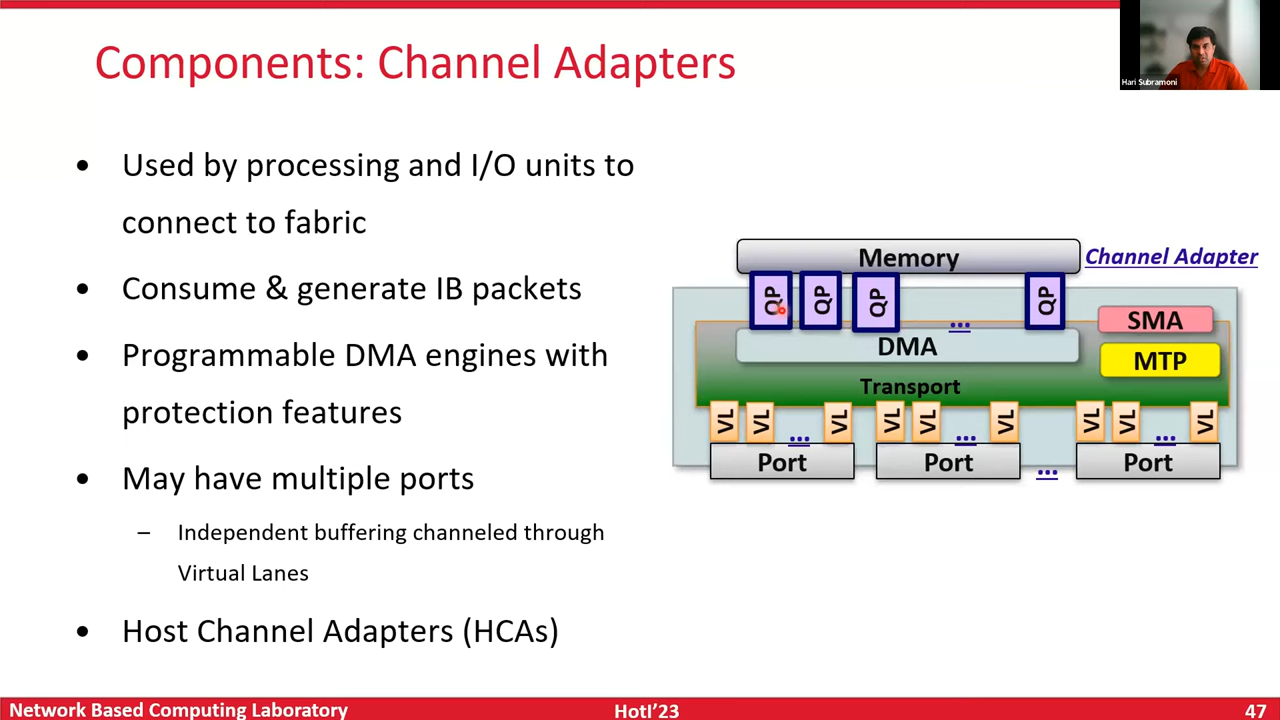 Components: Channel Adapters
Hari Subramoni
• Used by processing and I/O units to
connect to fabric
• Consume & generate IB packets
• Programmable DMA engines with
protection features
• May have multiple ports
– Independent buffering channeled through
Virtual Lanes
• Host Channel Adapters (HCAs)
Memory
Channel Adapter
QP QP QP ... QP
SMA
DMA
MTP
Transport
VL VL ... VL VL VL ... VL VL VL ... VL
Port Port ... Port
Network Based Computing Laboratory HotI’23 47